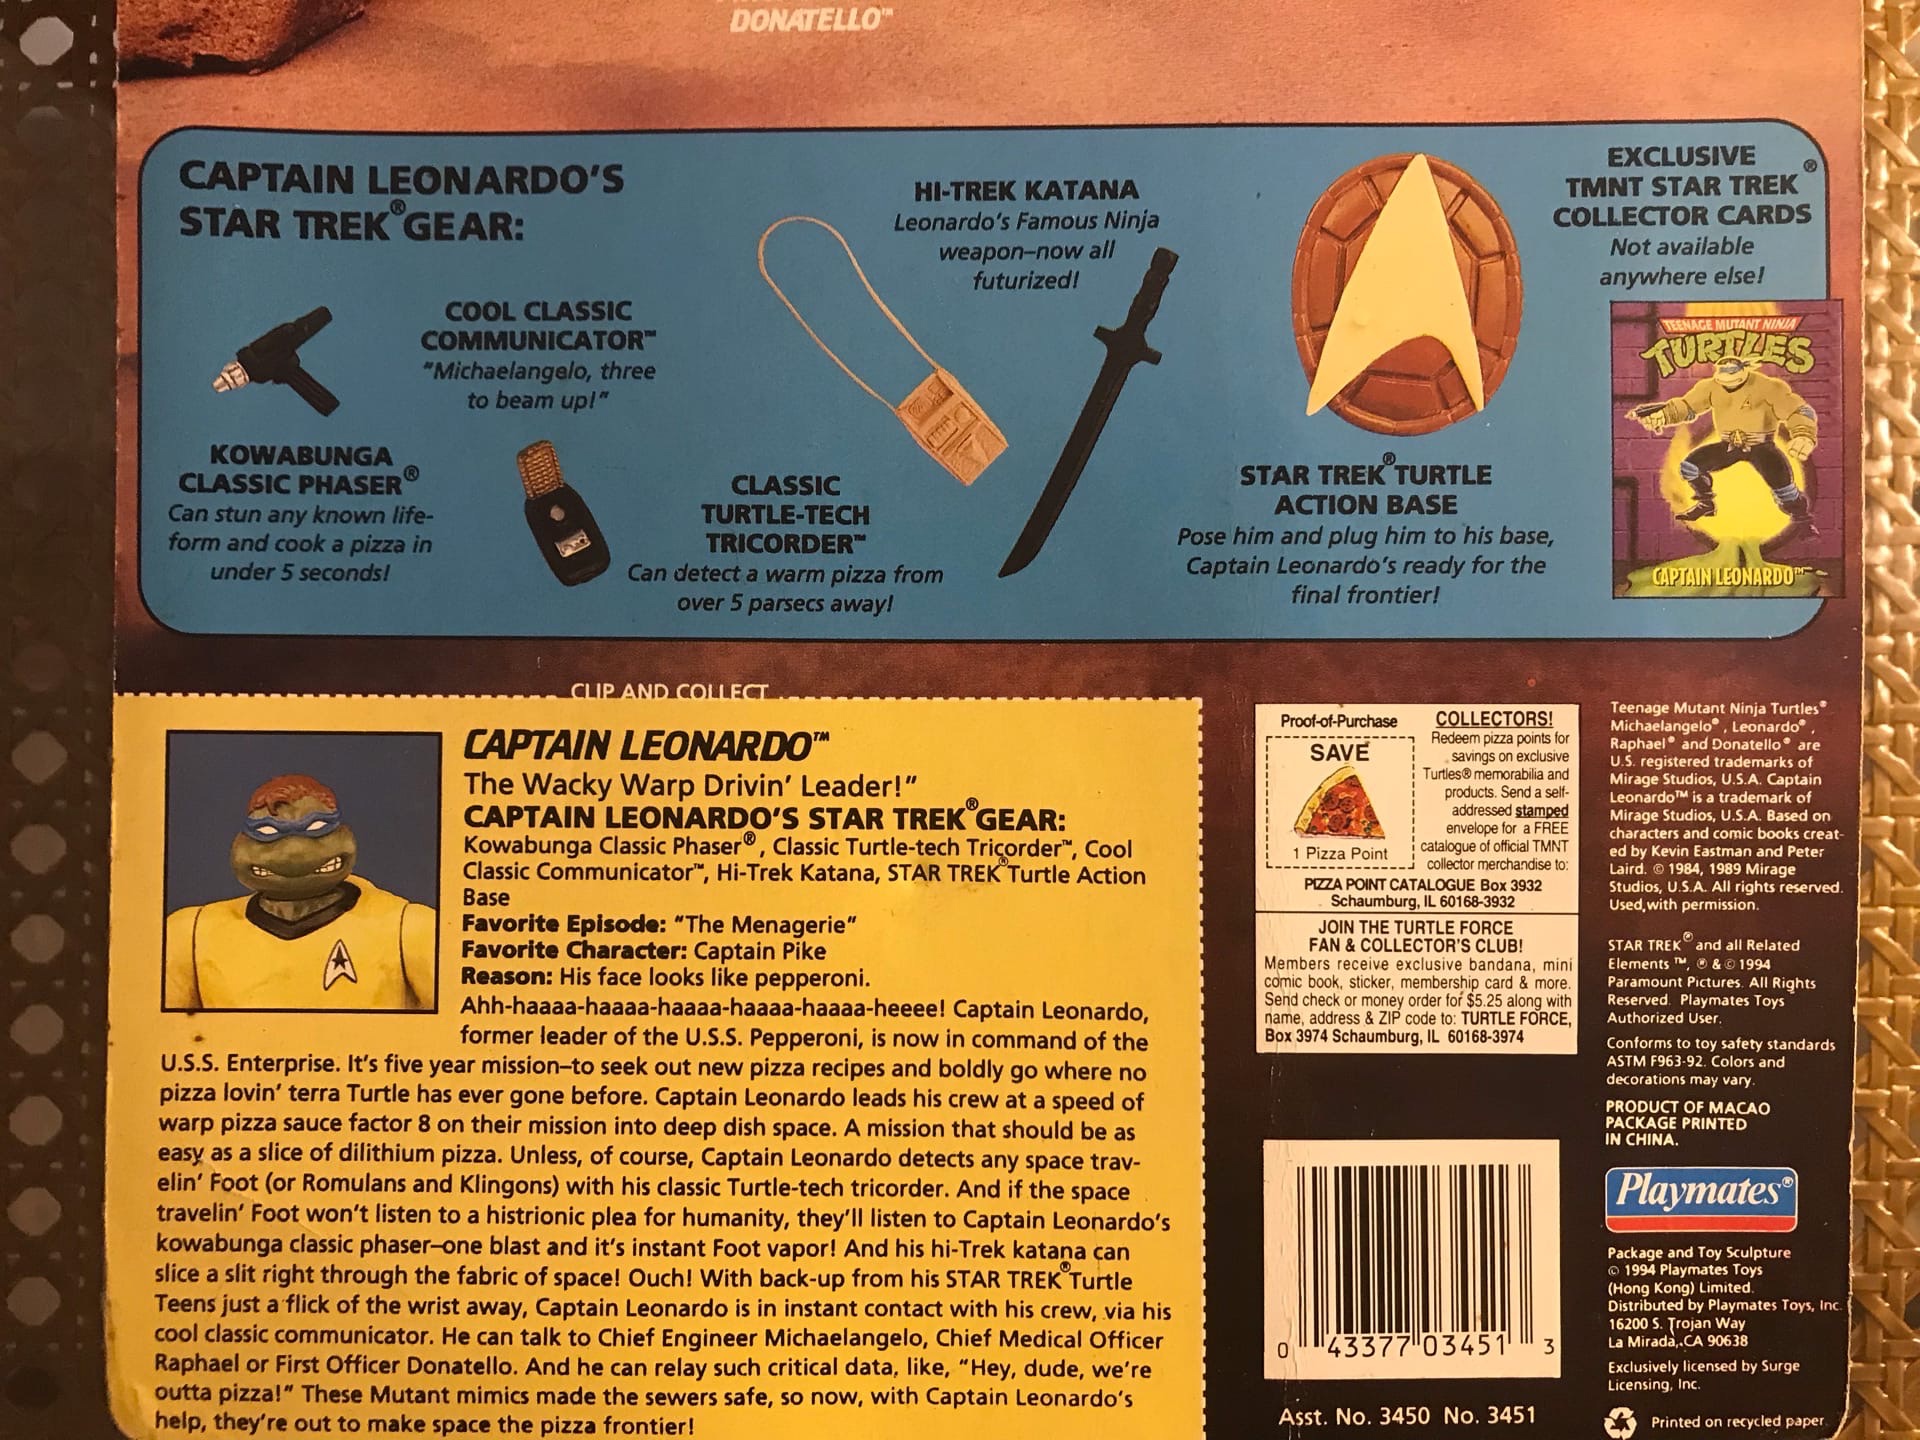 DONATELLO™
CAPTAIN LEONARDO'S
STAR TREK® GEAR:
KOWABUNGA
CLASSIC PHASER®
Can stun any known life-
form and cook a pizza in
under 5 seconds!
COOL CLASSIC
COMMUNICATOR™
"Michaelangelo, three
to beam up!"
CLASSIC
TURTLE-TECH
TRICORDER™
Can detect a warm pizza from
over 5 parsecs away!
HI-TREK KATANA
Leonardo's Famous Ninja
weapon–now all
futurized!
STAR TREK® TURTLE
ACTION BASE
Pose him and plug him to his base,
Captain Leonardo's ready for the
final frontier!
EXCLUSIVE
TMNT STAR TREK®
COLLECTOR CARDS
Not available
anywhere else!
TEENAGE MUTANT NINJA
TURTLES
CAPTAIN LEONARDO™
CLIP AND COLLECT
CAPTAIN LEONARDO™
The Wacky Warp Drivin' Leader!"
CAPTAIN LEONARDO'S STAR TREK® GEAR:
Kowabunga Classic Phaser®, Classic Turtle-tech Tricorder™, Cool
Classic Communicator™, Hi-Trek Katana, STAR TREK® Turtle Action
Base
Favorite Episode: "The Menagerie"
Favorite Character: Captain Pike
Reason: His face looks like pepperoni.
Ahh-haaaa-haaaa-haaaa-haaaa-haaaa-heeee! Captain Leonardo,
former leader of the U.S.S. Pepperoni, is now in command of the
U.S.S. Enterprise. It's five year mission–to seek out new pizza recipes and boldly go where no
pizza lovin' terra Turtle has ever gone before. Captain Leonardo leads his crew at a speed of
warp pizza sauce factor 8 on their mission into deep dish space. A mission that should be as
easy as a slice of dilithium pizza. Unless, of course, Captain Leonardo detects any space trav-
elin' Foot (or Romulans and Klingons) with his classic Turtle-tech tricorder. And if the space
travelin' Foot won't listen to a histrionic plea for humanity, they'll listen to Captain Leonardo's
kowabunga classic phaser–one blast and it's instant Foot vapor! And his hi-Trek katana can
slice a slit right through the fabric of space! Ouch! With back-up from his STAR TREK® Turtle
Teens just a flick of the wrist away, Captain Leonardo is in instant contact with his crew, via his
cool classic communicator. He can talk to Chief Engineer Michaelangelo, Chief Medical Officer
Raphael or First Officer Donatello. And he can relay such critical data, like, "Hey, dude, we're
outta pizza!" These Mutant mimics made the sewers safe, so now, with Captain Leonardo's
help, they're out to make space the pizza frontier!
Proof-of-Purchase
SAVE
1 Pizza Point
COLLECTORS!
Redeem pizza points for
savings on exclusive
Turtles® memorabilia and
products. Send a self-
addressed stamped
envelope for a FREE
catalogue of official TMNT
collector merchandise to:
PIZZA POINT CATALOGUE Box 3932
Schaumburg, IL 60168-3932
JOIN THE TURTLE FORCE
FAN & COLLECTOR'S CLUB!
Members receive exclusive bandana, mini
comic book, sticker, membership card & more.
Send check or money order for $5.25 along with
name, address & ZIP code to: TURTLE FORCE,
Box 3974 Schaumburg, IL 60168-3974
0 43377 03451 3
Asst. No. 3450 No. 3451
Teenage Mutant Ninja Turtles®
Michaelangelo®, Leonardo®,
Raphael® and Donatello® are
U.S. registered trademarks of
Mirage Studios, U.S.A. Captain
Leonardo™ is a trademark of
Mirage Studios, U.S.A. Based on
characters and comic books creat-
ed by Kevin Eastman and Peter
Laird. © 1984, 1989 Mirage
Studios, U.S.A. All rights reserved.
Used with permission.
STAR TREK® and all Related
Elements ™, ® & © 1994
Paramount Pictures. All Rights
Reserved. Playmates Toys
Authorized User.
Conforms to toy safety standards
ASTM F963-92. Colors and
decorations may vary.
PRODUCT OF MACAO
PACKAGE PRINTED
IN CHINA.
Playmates®
Package and Toy Sculpture
© 1994 Playmates Toys
(Hong Kong) Limited.
Distributed by Playmates Toys, Inc.
16200 S. Trojan Way
La Mirada, CA 90638
Exclusively licensed by Surge
Licensing, Inc.
Printed on recycled paper